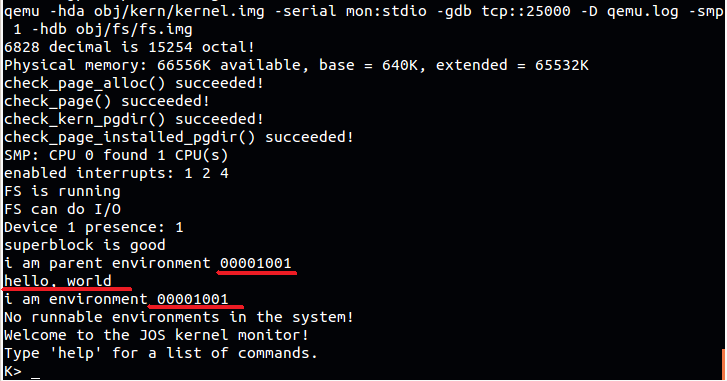 qemu -hda obj/kern/kernel.img -serial mon:stdio -gdb tcp::25000 -D qemu.log -smp
1 -hdb obj/fs/fs.img
6828 decimal is 15254 octal!
Physical memory: 66556K available, base = 640K, extended = 65532K
check_page_alloc() succeeded!
check_page() succeeded!
check_kern_pgdir() succeeded!
check_page_installed_pgdir() succeeded!
SMP: CPU 0 found 1 CPU(s)
enabled interrupts: 1 2 4
FS is running
FS can do I/O
Device 1 presence: 1
superblock is good
i am parent environment 00001001
hello, world
i am environment 00001001
No runnable environments in the system!
Welcome to the JOS kernel monitor!
Type 'help' for a list of commands.
K> _